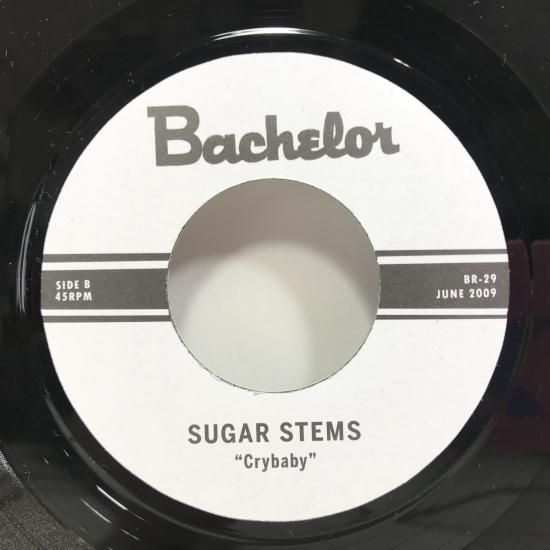 Bachelor
SIDE B
45RPM
BR-29
JUNE 2009
SUGAR STEMS
"Crybaby"